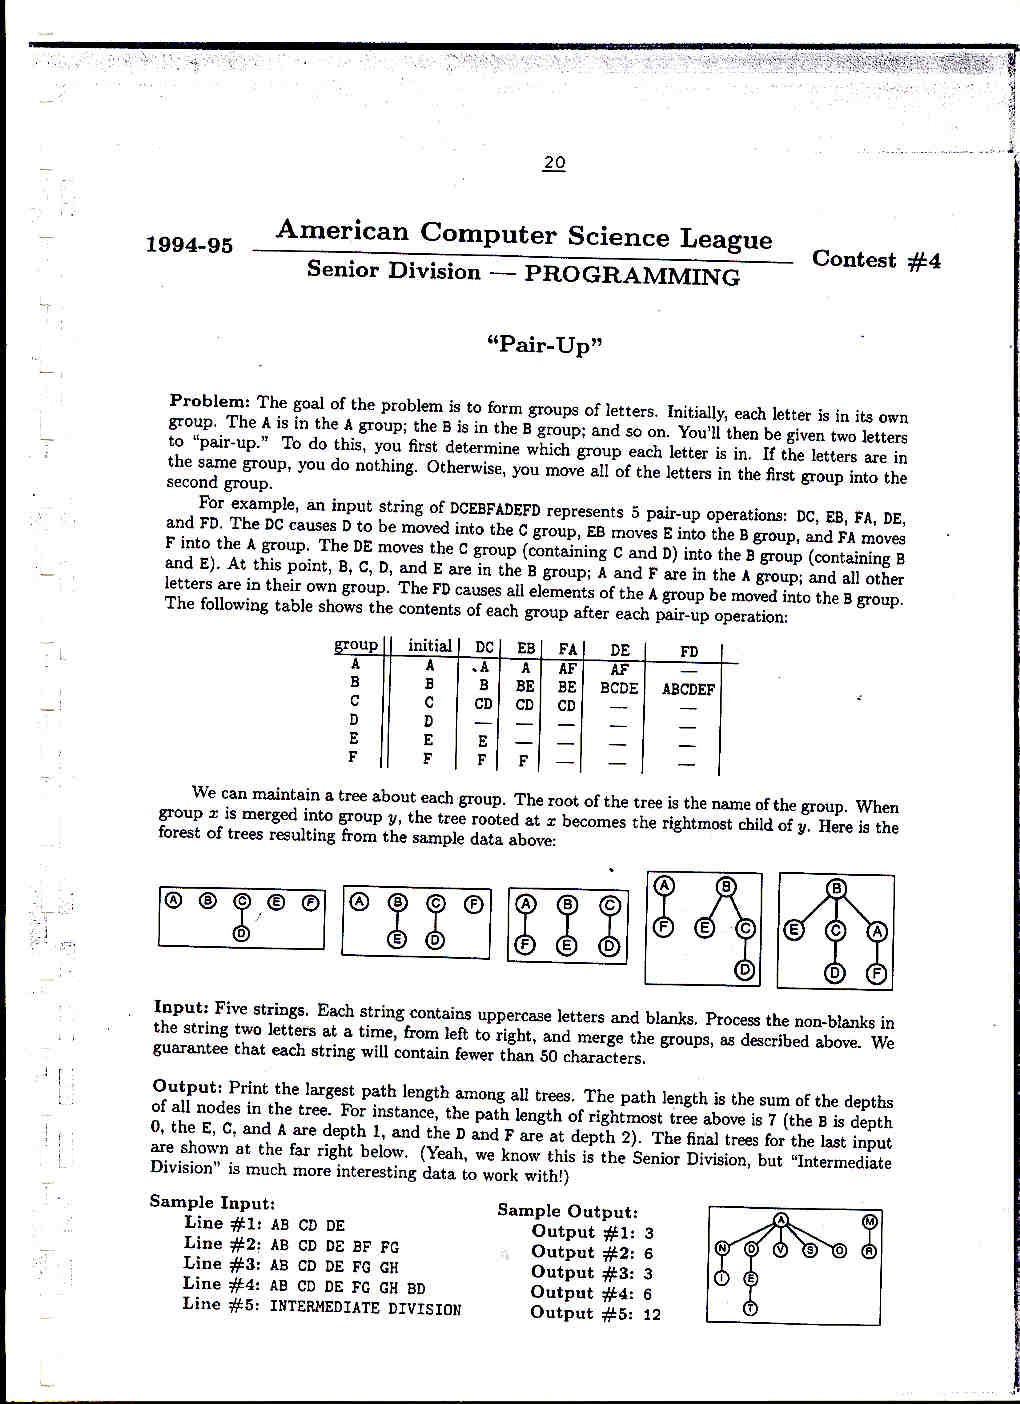 20
1994-95 American Computer Science League Contest #4
Senior Division — PROGRAMMING
“Pair-Up”
Problem: The goal of the problem is to form groups of letters. Initially, each letter is in its own
group. The A is in the A group; the B is in the B group; and so on. You'll then be given two letters
to “pair-up.” To do this, you first determine which group each letter is in. If the letters are in
the same group, you do nothing. Otherwise, you move all of the letters in the first group into the
second group.
For example, an input string of DCEBFADEFD represents 5 pair-up operations: DC, EB, FA, DE,
and FD. The DC causes D to be moved into the C group, EB moves E into the B group, and FA moves
F into the A group. The DE moves the C group (containing C and D) into the B group (containing B
and E). At this point, B, C, D, and E are in the B group; A and F are in the A group; and all other
letters are in their own group. The FD causes all elements of the A group be moved into the B group.
The following table shows the contents of each group after each pair-up operation:
group initial DC EB FA DE FD
A A A A AF AF —
B B B BE BE BCDE ABCDEF
C C CD CD CD — —
D D — — — — —
E E E — — — —
F F F F — — —
We can maintain a tree about each group. The root of the tree is the name of the group. When
group x is merged into group y, the tree rooted at x becomes the rightmost child of y. Here is the
forest of trees resulting from the sample data above:
A B C E F A B C F A B C A B B
D E D F E D F E C E C A
D D F
Input: Five strings. Each string contains uppercase letters and blanks. Process the non-blanks in
the string two letters at a time, from left to right, and merge the groups, as described above. We
guarantee that each string will contain fewer than 50 characters.
Output: Print the largest path length among all trees. The path length is the sum of the depths
of all nodes in the tree. For instance, the path length of rightmost tree above is 7 (the B is depth
0, the E, C, and A are depth 1, and the D and F are at depth 2). The final trees for the last input
are shown at the far right below. (Yeah, we know this is the Senior Division, but “Intermediate
Division” is much more interesting data to work with!)
Sample Input:
Line #1: AB CD DE
Line #2: AB CD DE BF FG
Line #3: AB CD DE FG GH
Line #4: AB CD DE FG GH BD
Line #5: INTERMEDIATE DIVISION
Sample Output:
Output #1: 3
Output #2: 6
Output #3: 3
Output #4: 6
Output #5: 12
A M
N D V S O R
I E
T